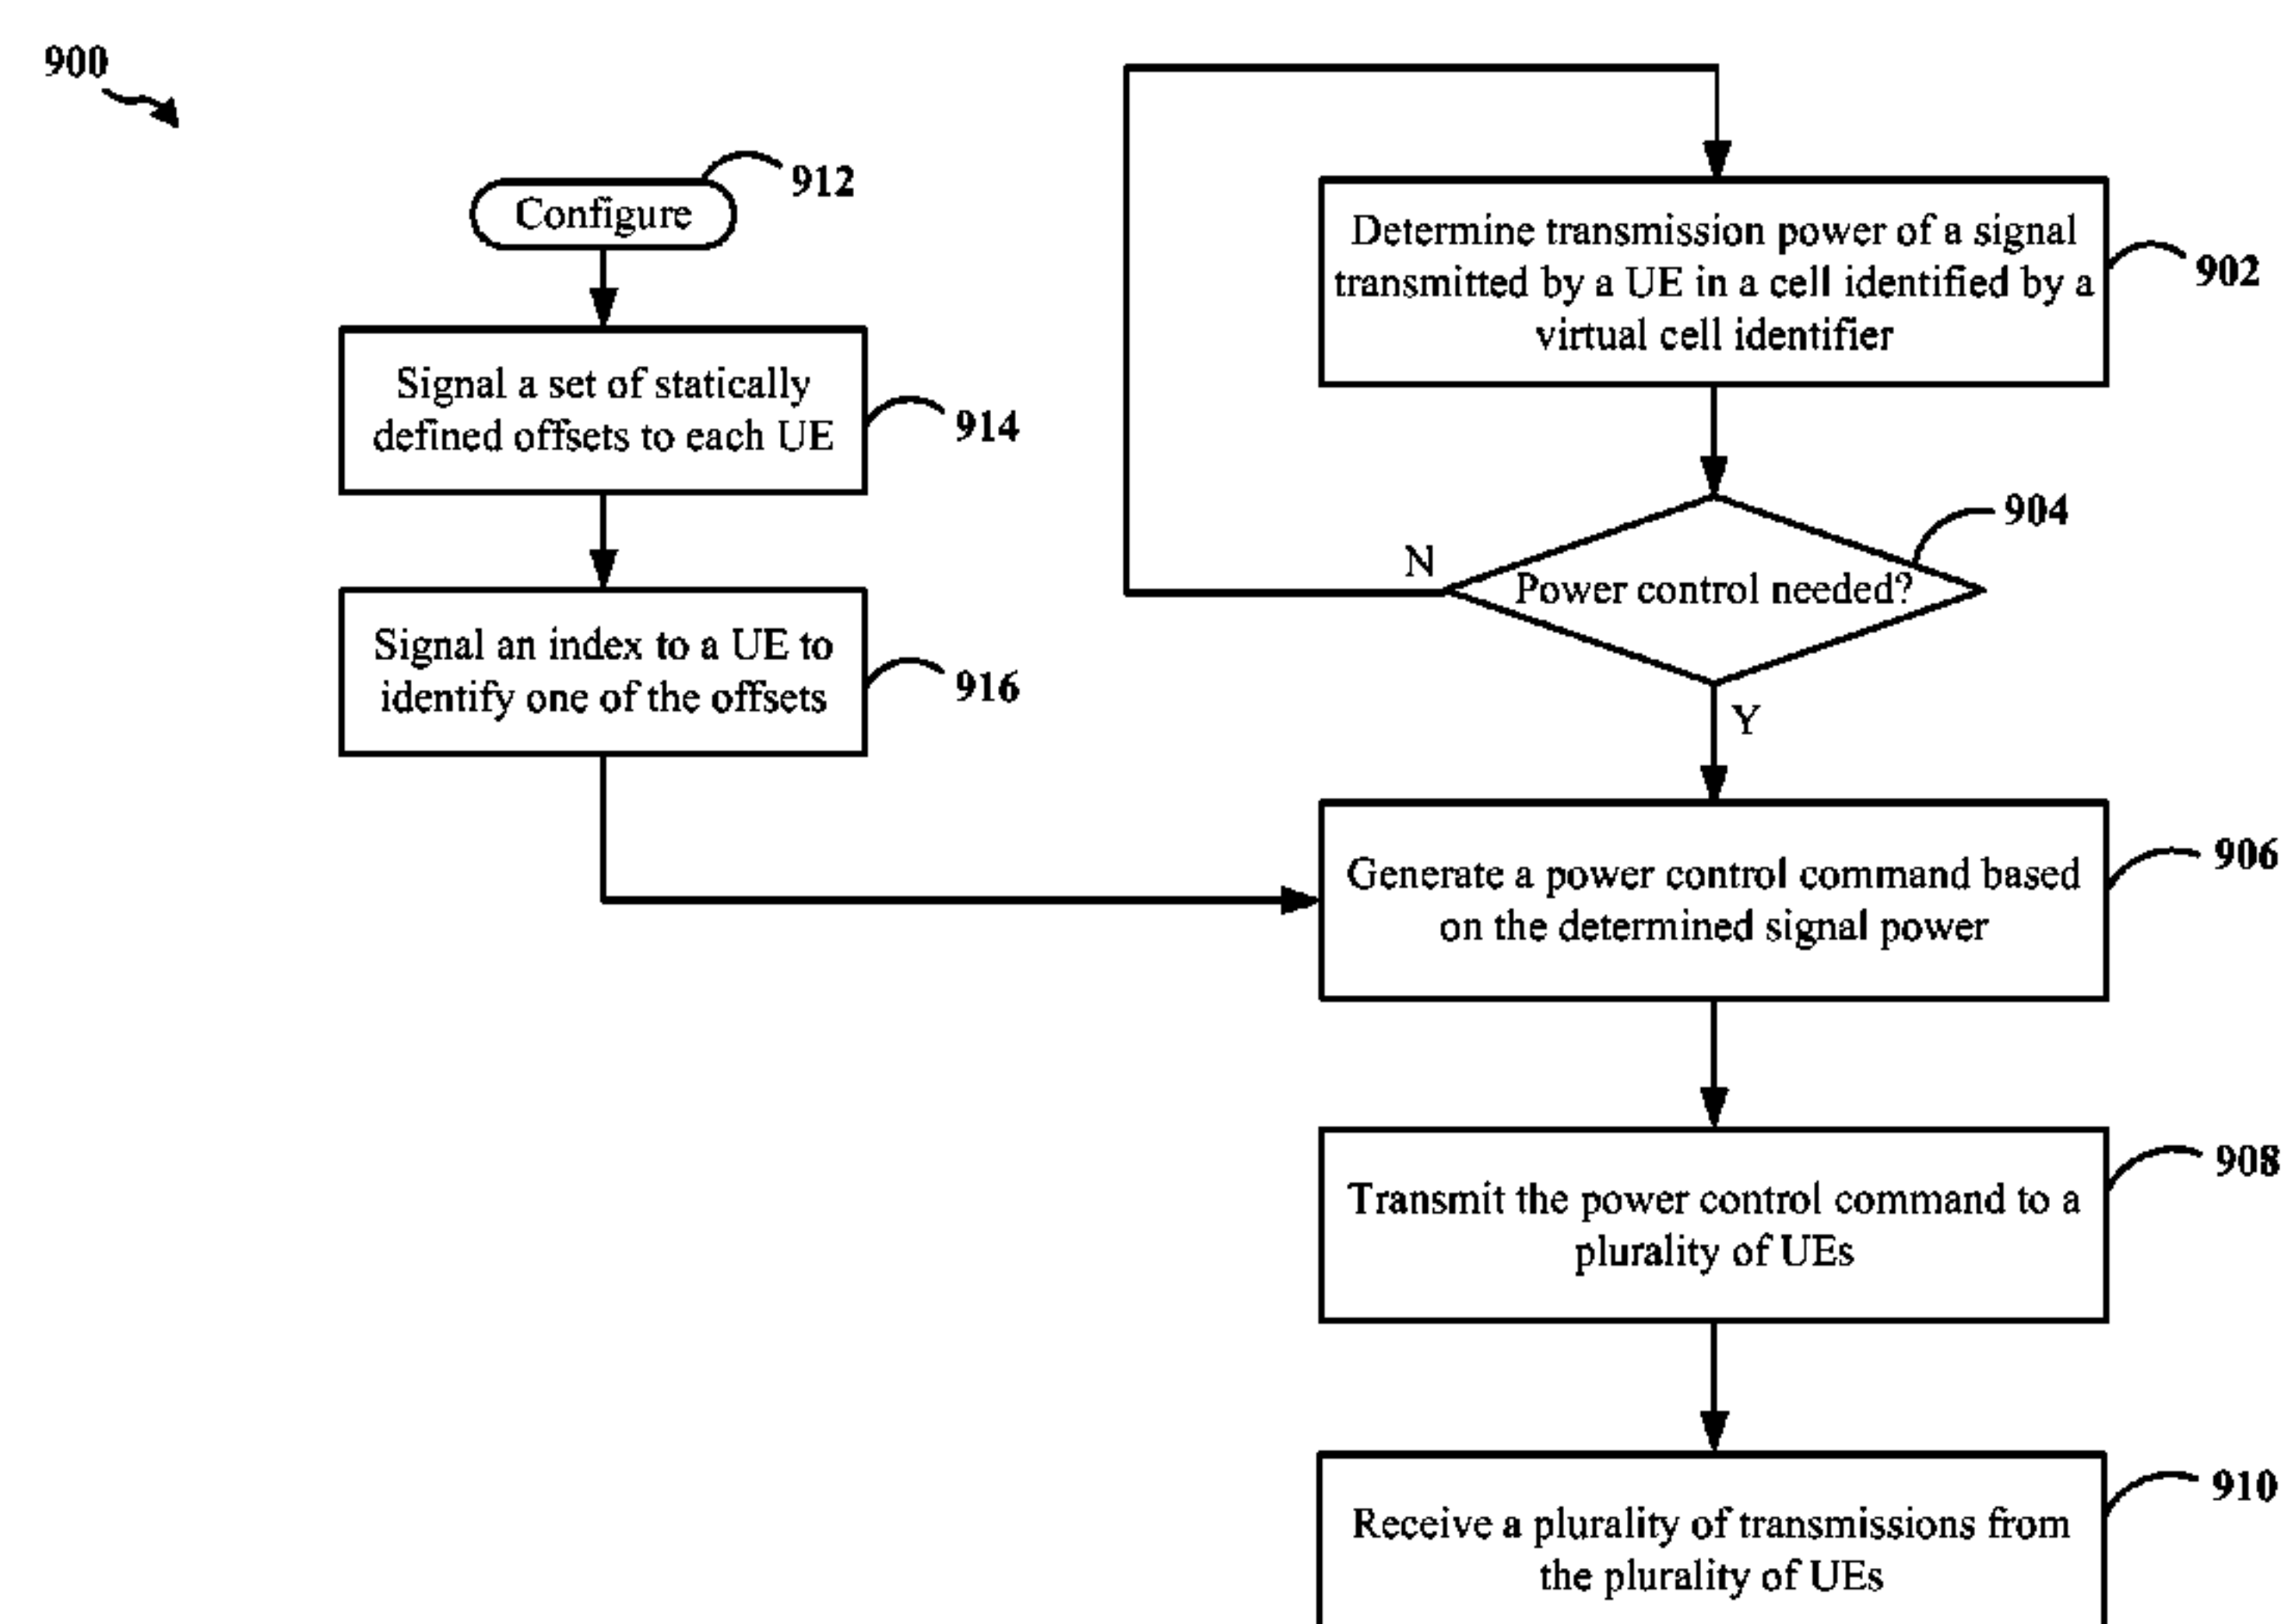 900
Configure
912
Signal a set of statically
defined offsets to each UE
914
Signal an index to a UE to
identify one of the offsets
916
Determine transmission power of a signal
transmitted by a UE in a cell identified by a
virtual cell identifier
902
Power control needed?
904
N
Y
Generate a power control command based
on the determined signal power
906
Transmit the power control command to a
plurality of UEs
908
Receive a plurality of transmissions from
the plurality of UEs
910